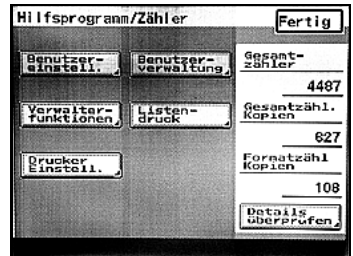 Hilfsprogramm/Zähler
Fertig
Benutzer-
einstell.
Benutzer-
verwaltung
Verwalter-
funktionen
Listen-
druck
Drucker
Einstell.
Gesamt-
zähler
4487
Gesamtzähl.
Kopien
627
Formatzähl
Kopien
108
Details
überprüfen